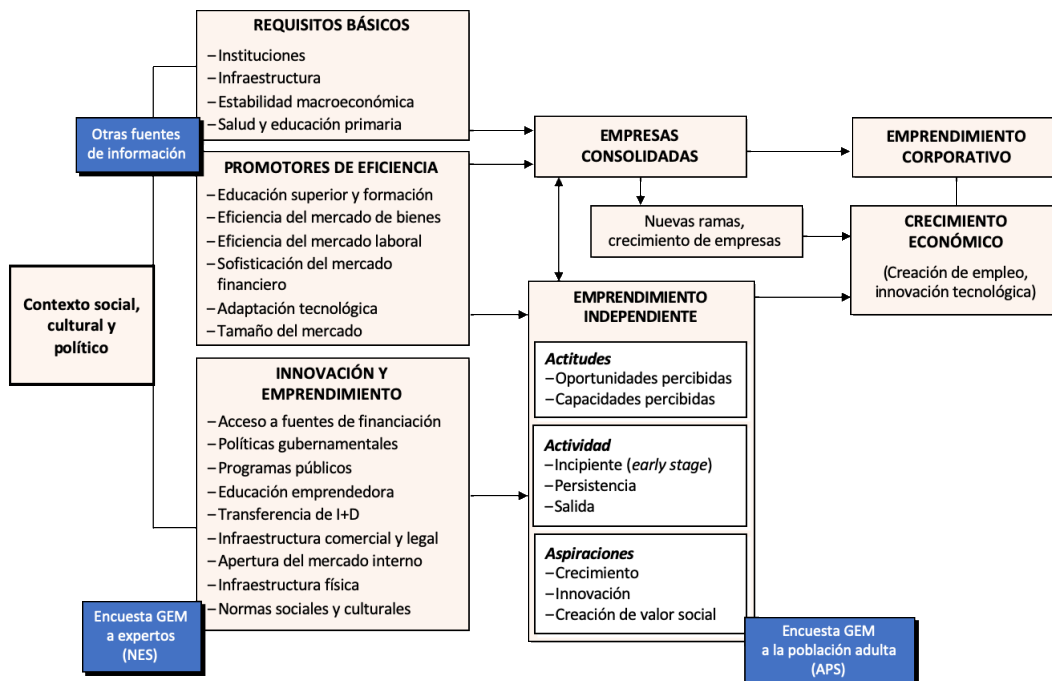 REQUISITOS BÁSICOS
– Instituciones
– Infraestructura
– Estabilidad macroeconómica
– Salud y educación primaria
Otras fuentes
de información
PROMOTORES DE EFICIENCIA
– Educación superior y formación
– Eficiencia del mercado de bienes
– Eficiencia del mercado laboral
– Sofisticación del mercado
financiero
– Adaptación tecnológica
– Tamaño del mercado
Contexto social,
cultural y
político
INNOVACIÓN Y
EMPRENDIMIENTO
– Acceso a fuentes de financiación
– Políticas gubernamentales
– Programas públicos
– Educación emprendedora
– Transferencia de I+D
– Infraestructura comercial y legal
– Apertura del mercado interno
– Infraestructura física
– Normas sociales y culturales
Encuesta GEM
a expertos
(NES)
EMPRESAS
CONSOLIDADAS
EMPRENDIMIENTO
CORPORATIVO
Nuevas ramas,
crecimiento de empresas
CRECIMIENTO
ECONÓMICO
(Creación de empleo,
innovación tecnológica)
EMPRENDIMIENTO
INDEPENDIENTE
Actitudes
– Oportunidades percibidas
– Capacidades percibidas
Actividad
– Incipiente (early stage)
– Persistencia
– Salida
Aspiraciones
– Crecimiento
– Innovación
– Creación de valor social
Encuesta GEM
a la población adulta
(APS)